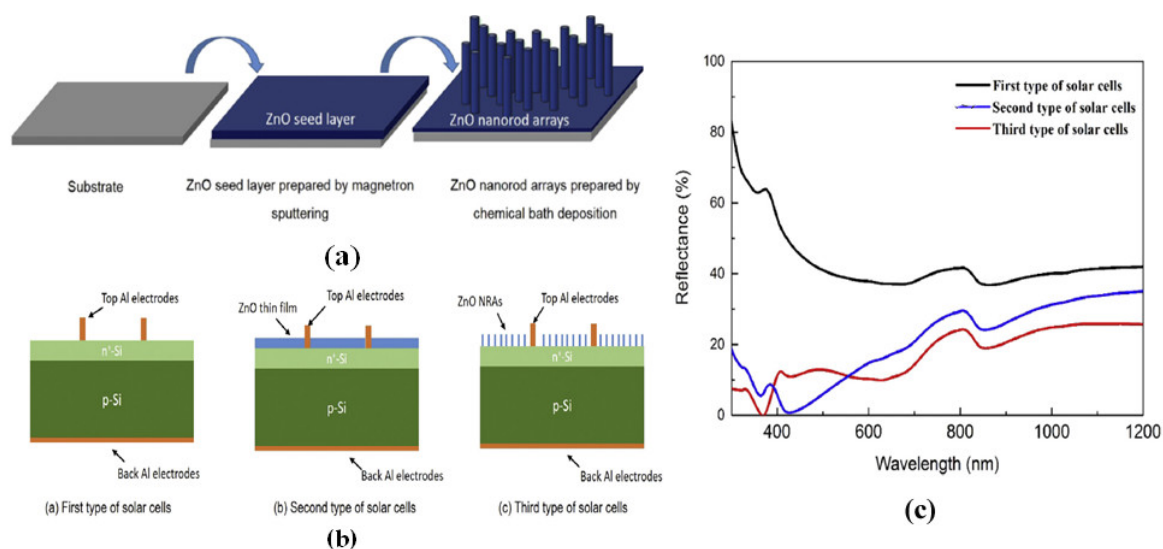 ZnO seed layer
ZnO nanorod arrays
Substrate
ZnO seed layer prepared by magnetron
sputtering
ZnO nanorod arrays prepared by
chemical bath deposition
(a)
Top Al electrodes
n⁺-Si
p-Si
Back Al electrodes
(a) First type of solar cells
ZnO thin film
Top Al electrodes
n⁺-Si
p-Si
Back Al electrodes
(b) Second type of solar cells
ZnO NRAs
Top Al electrodes
n⁺-Si
p-Si
Back Al electrodes
(c) Third type of solar cells
(b)
100
80
60
40
20
0
Reflectance (%)
First type of solar cells
Second type of solar cells
Third type of solar cells
400
600
800
1000
1200
Wavelength (nm)
(c)